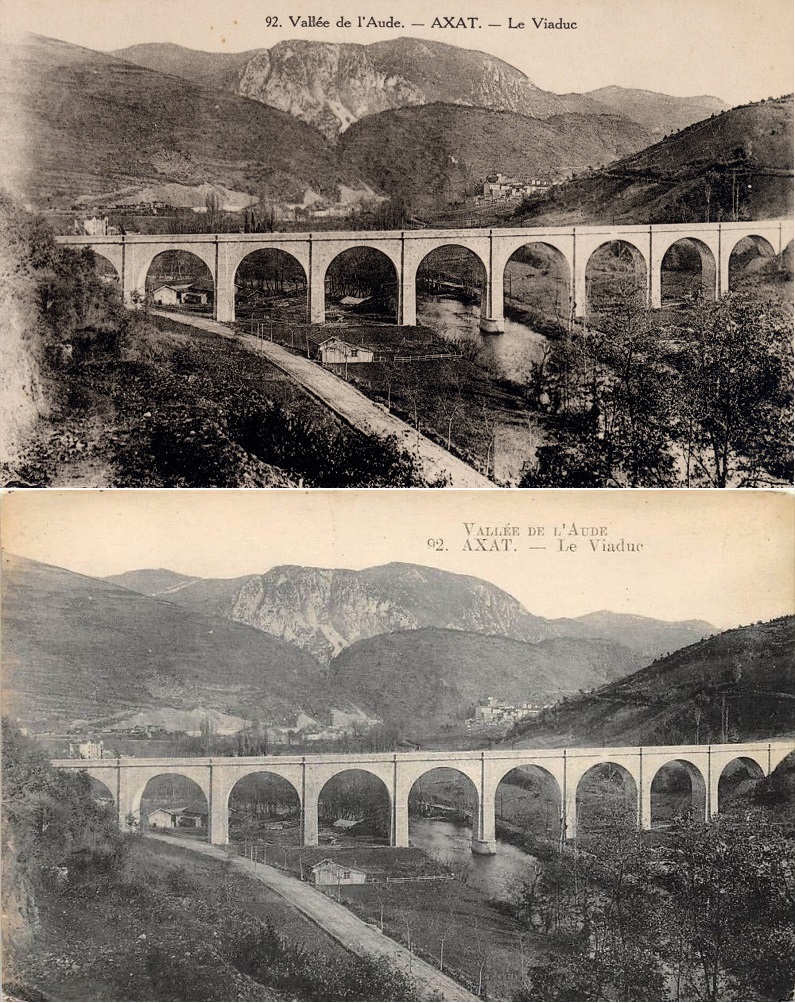 92. Vallée de l'Aude. — AXAT. — Le Viaduc
VALLÉE DE L'AUDE
92. AXAT. — Le Viaduc